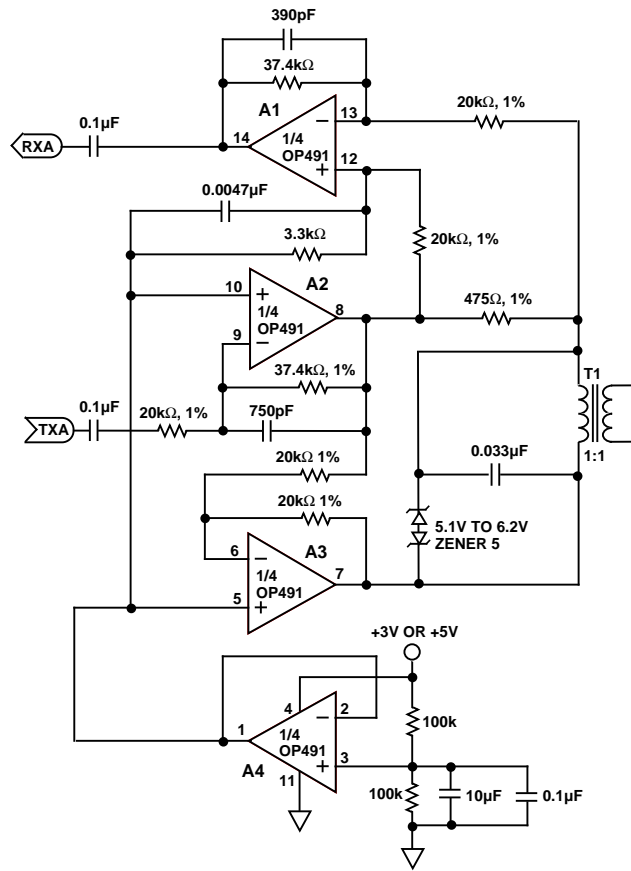 390pF
37.4kΩ
A1
20kΩ, 1%
0.1µF
RXA
14
1/4
OP491
13
12
0.0047µF
3.3kΩ
20kΩ, 1%
A2
10
1/4
OP491
9
8
475Ω, 1%
37.4kΩ, 1%
T1
0.1µF
TXA
20kΩ, 1%
750pF
0.033µF
1:1
20kΩ 1%
20kΩ 1%
5.1V TO 6.2V
ZENER 5
A3
6
1/4
OP491
7
5
+3V OR +5V
4
2
1
1/4
OP491
100k
3
A4
11
100k
10µF
0.1µF